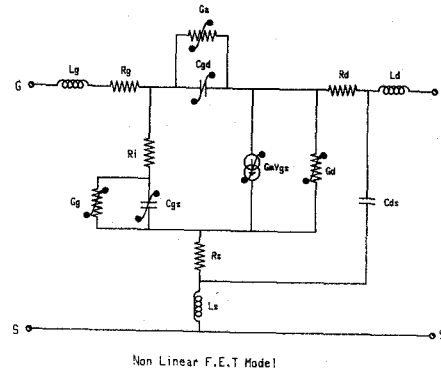 Ga
G Lg Rg Cgd Rd Ld
Ri
GmVgs Gd
Gg Cgs Cds
Rs
Ls
S S
Non Linear F.E.T Model